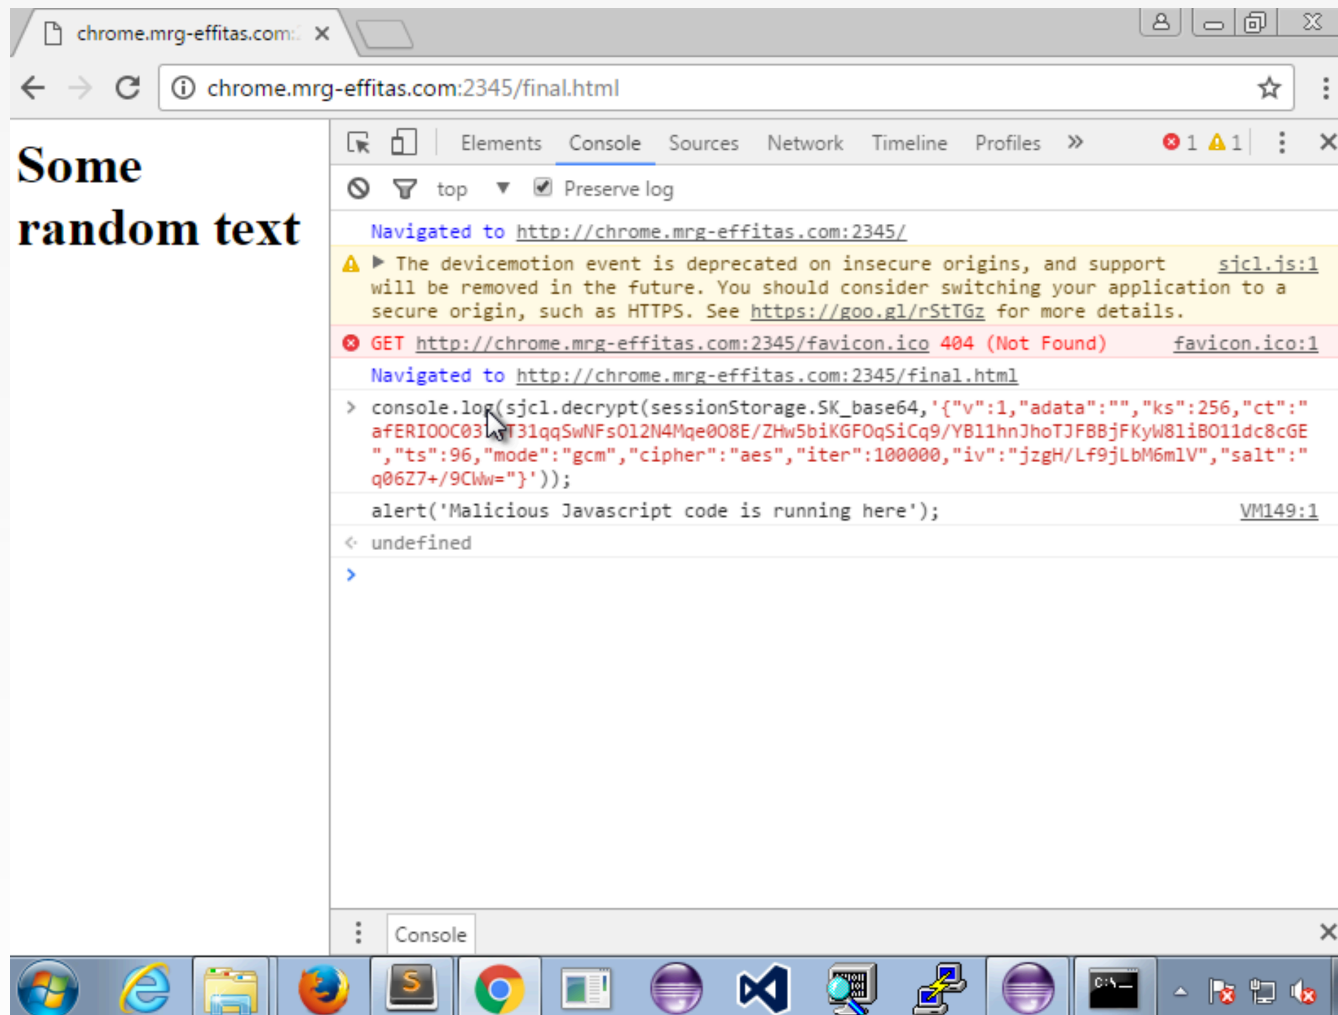 chrome.mrg-effitas.com:
chrome.mrg-effitas.com:2345/final.html
Some
random text
Elements Console Sources Network Timeline Profiles » 1 1
top Preserve log
Navigated to http://chrome.mrg-effitas.com:2345/
The devicemotion event is deprecated on insecure origins, and support sjcl.js:1
will be removed in the future. You should consider switching your application to a
secure origin, such as HTTPS. See https://goo.gl/rStTGz for more details.
GET http://chrome.mrg-effitas.com:2345/favicon.ico 404 (Not Found) favicon.ico:1
Navigated to http://chrome.mrg-effitas.com:2345/final.html
> console.log(sjcl.decrypt(sessionStorage.SK_base64,'{"v":1,"adata":"","ks":256,"ct":"
","ts":96,"mode":"gcm","cipher":"aes","iter":100000,"iv":"jzgH/Lf9jLbM6mlV","salt":"
q06Z7+/9CWw="}'));
alert('Malicious Javascript code is running here'); VM149:1
undefined
>
Console
S
C:\_